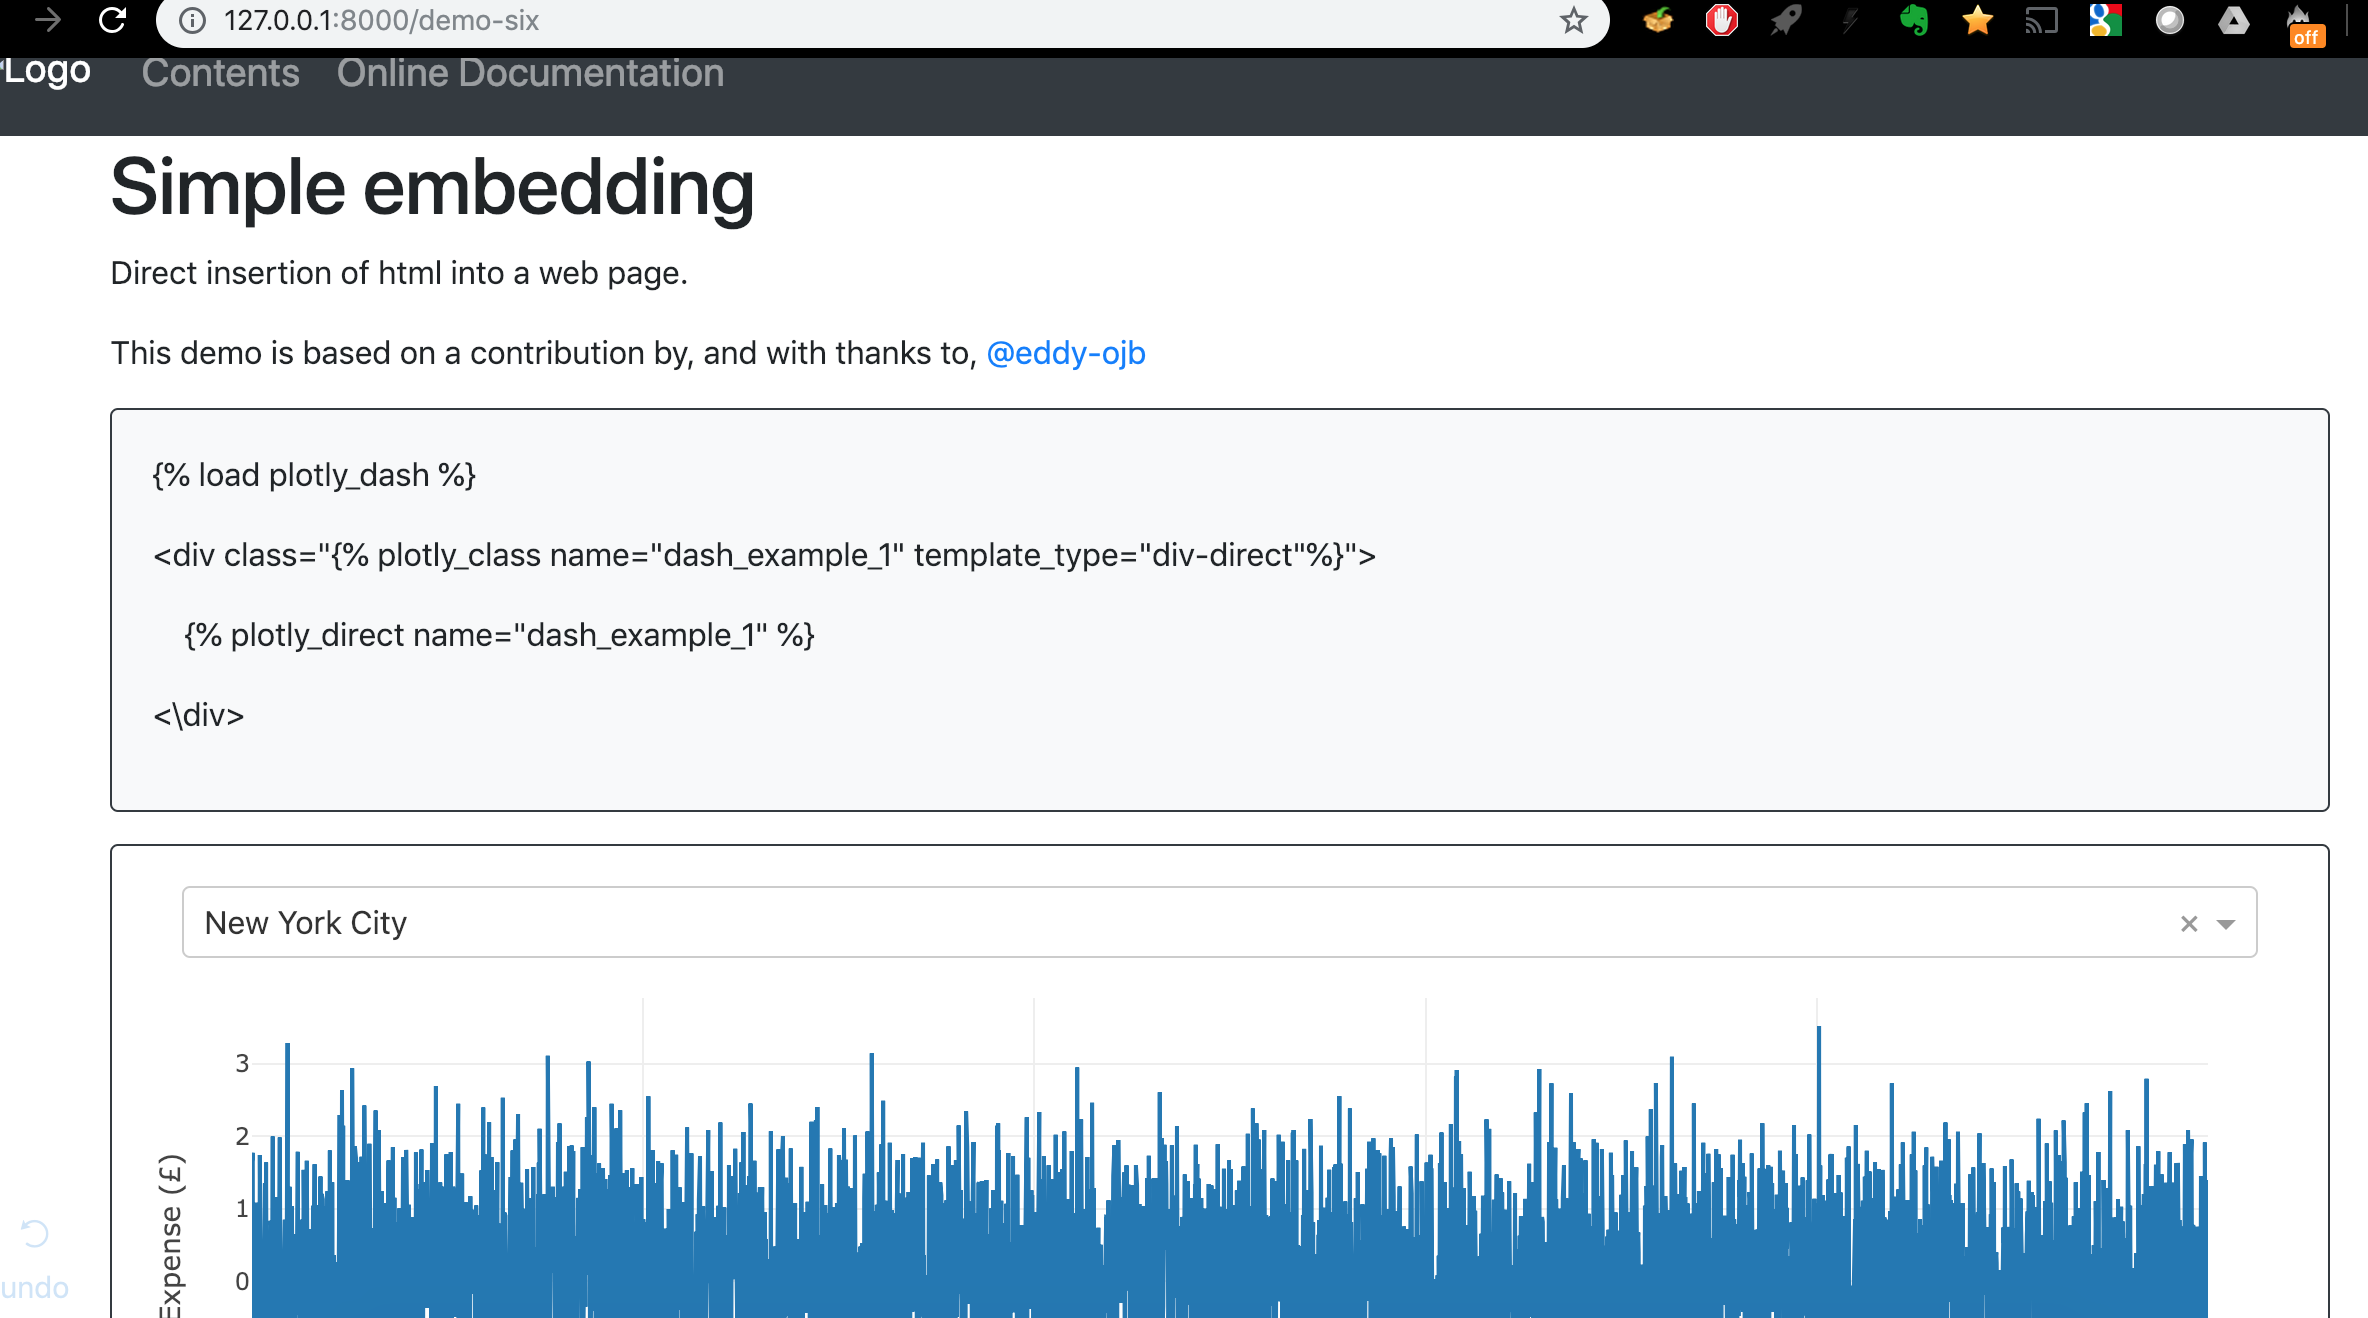 127.0.0.1:8000/demo-six
off
Logo Contents Online Documentation
Simple embedding
Direct insertion of html into a web page.
This demo is based on a contribution by, and with thanks to, @eddy-ojb
{% load plotly_dash %}
<div class="{% plotly_class name="dash_example_1" template_type="div-direct"%}">
{% plotly_direct name="dash_example_1" %}
<\div>
New York City
3
2
1
0
Expense (£)
undo